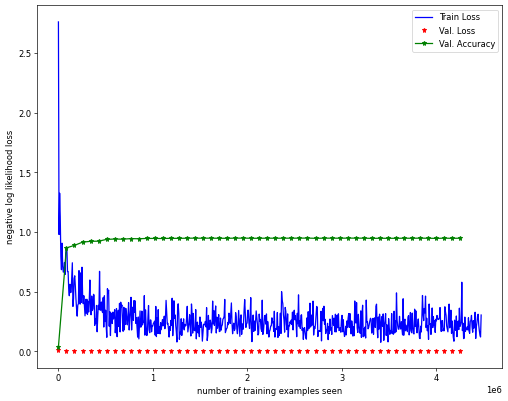 Train Loss
Val. Loss
Val. Accuracy
2.5
2.0
1.5
1.0
0.5
0.0
negative log likelihood loss
0
1
2
3
4
1e6
number of training examples seen